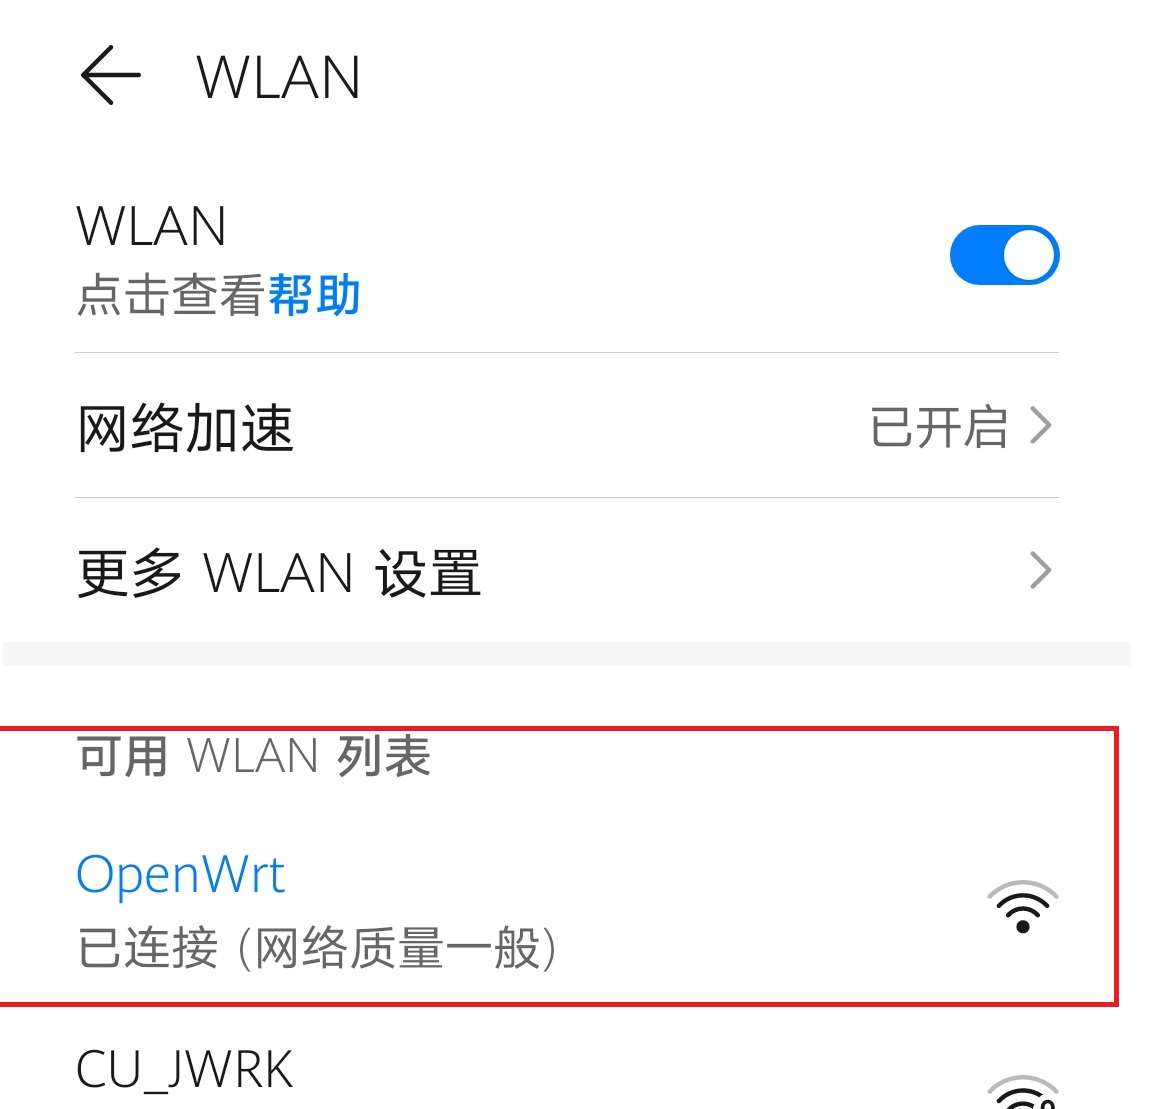 WLAN
WLAN
点击查看帮助
网络加速 已开启
更多 WLAN 设置
可用 WLAN 列表
OpenWrt
已连接 (网络质量一般)
CU_JWRK